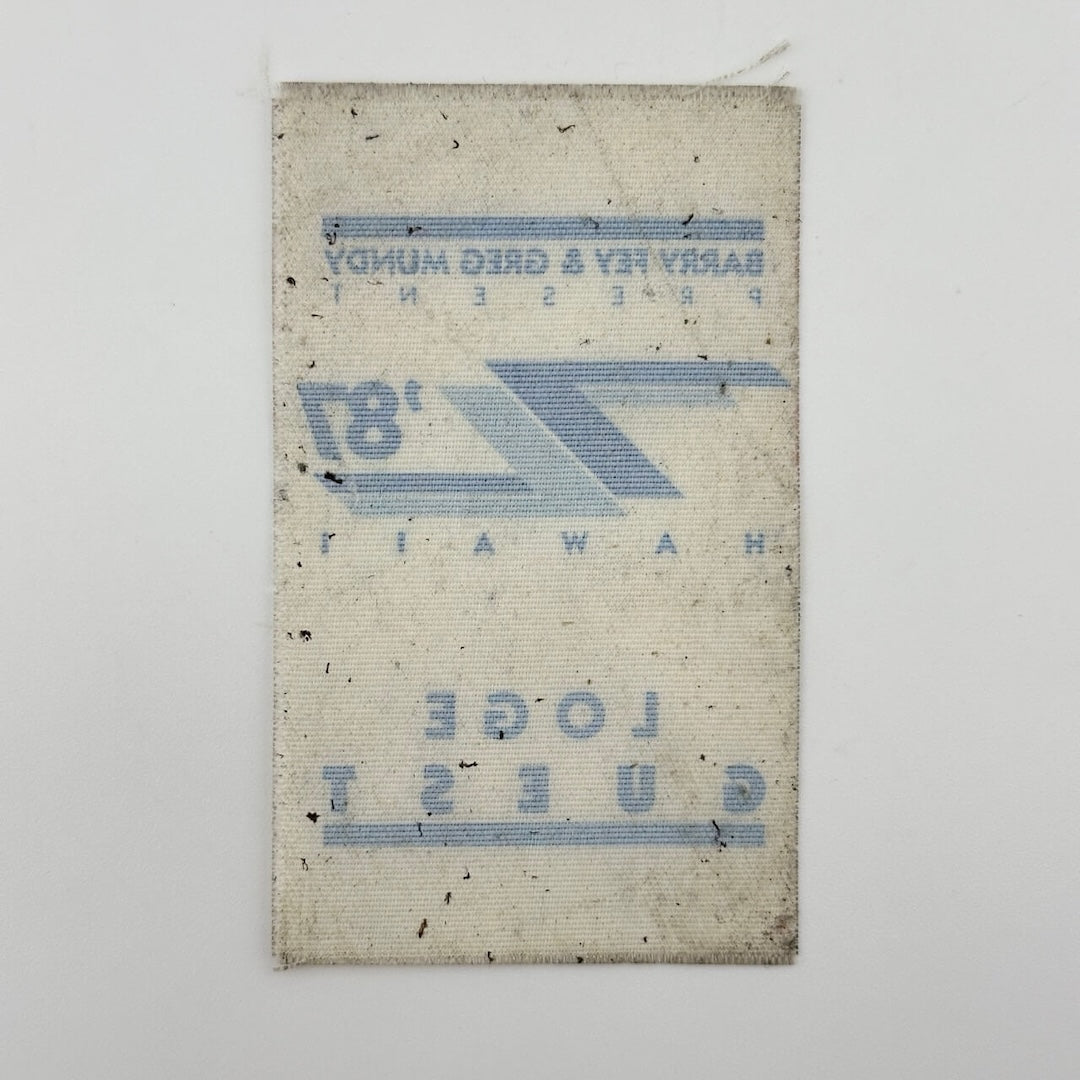 BARRY FEY & GREG MUNDY
PRESENT
'87
HAWAII
LOGE
GUEST